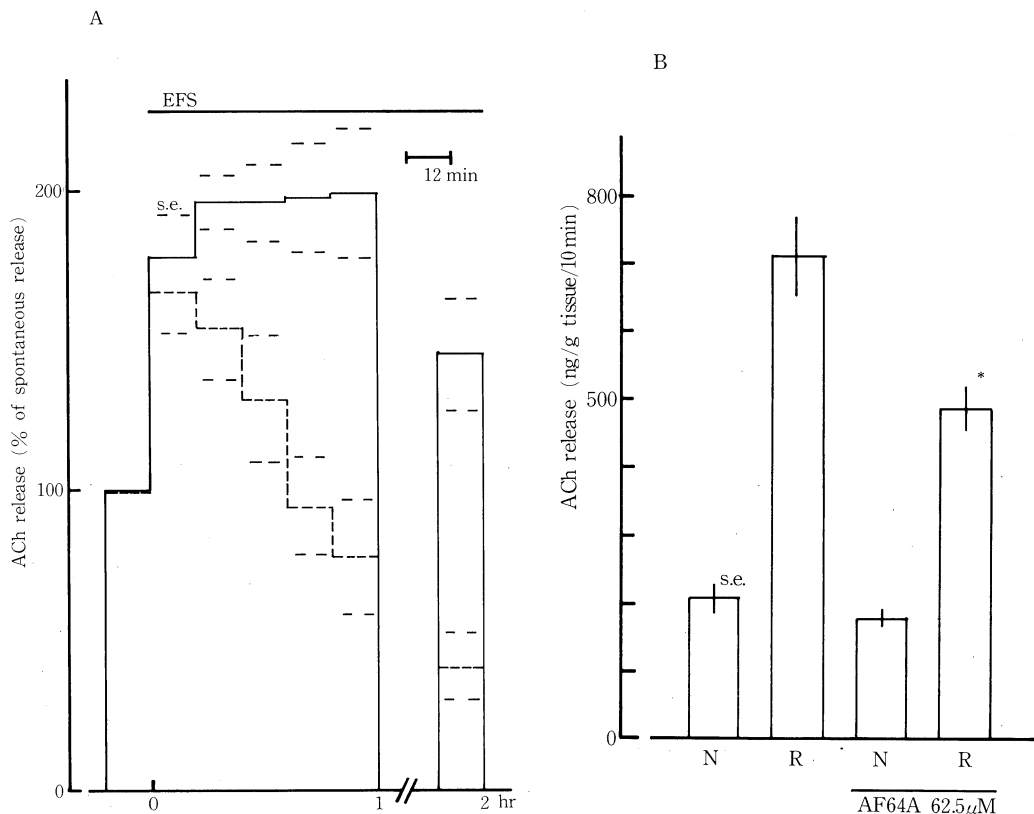 A
EFS
12 min
s.e.
200
100
0
ACh release (% of spontaneous release)
0
1
2 hr
B
800
500
0
ACh release (ng/g tissue/10 min)
s.e.
*
N
R
N
R
AF64A 62.5μM